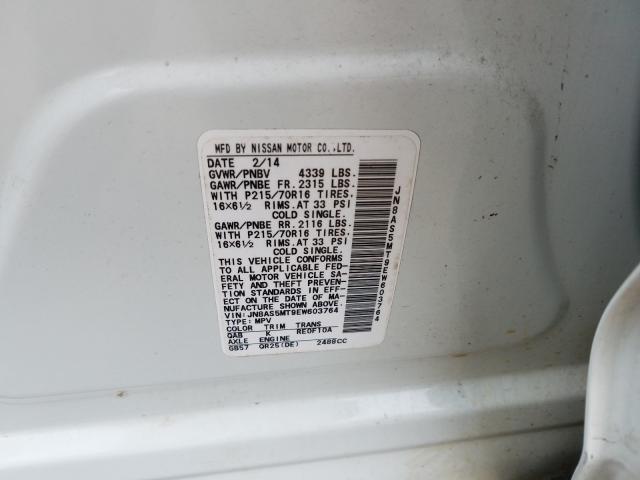 MFD BY NISSAN MOTOR CO.,LTD.
DATE 2/14
GVWR/PNBV 4339 LBS.
GAWR/PNBE FR. 2315 LBS.
WITH P215/70R16 TIRES.
16×6½ RIMS. AT 33 PSI
COLD SINGLE.
GAWR/PNBE RR. 2116 LBS.
WITH P215/70R16 TIRES.
16×6½ RIMS. AT 33 PSI
COLD SINGLE.
THIS VEHICLE CONFORMS
TO ALL APPLICABLE FED-
ERAL MOTOR VEHICLE SA-
FETY AND THEFT PREVEN-
TION STANDARDS IN EFF-
ECT ON THE DATE OF MA-
NUFACTURE SHOWN ABOVE.
VIN: JN8AS5MT9EW603764
TYPE: MPV
COLOR TRIM TRANS
QAB K RE0F10A
AXLE ENGINE
GB57 QR25(DE) 2488CC
JN8AS5MT9EW603764